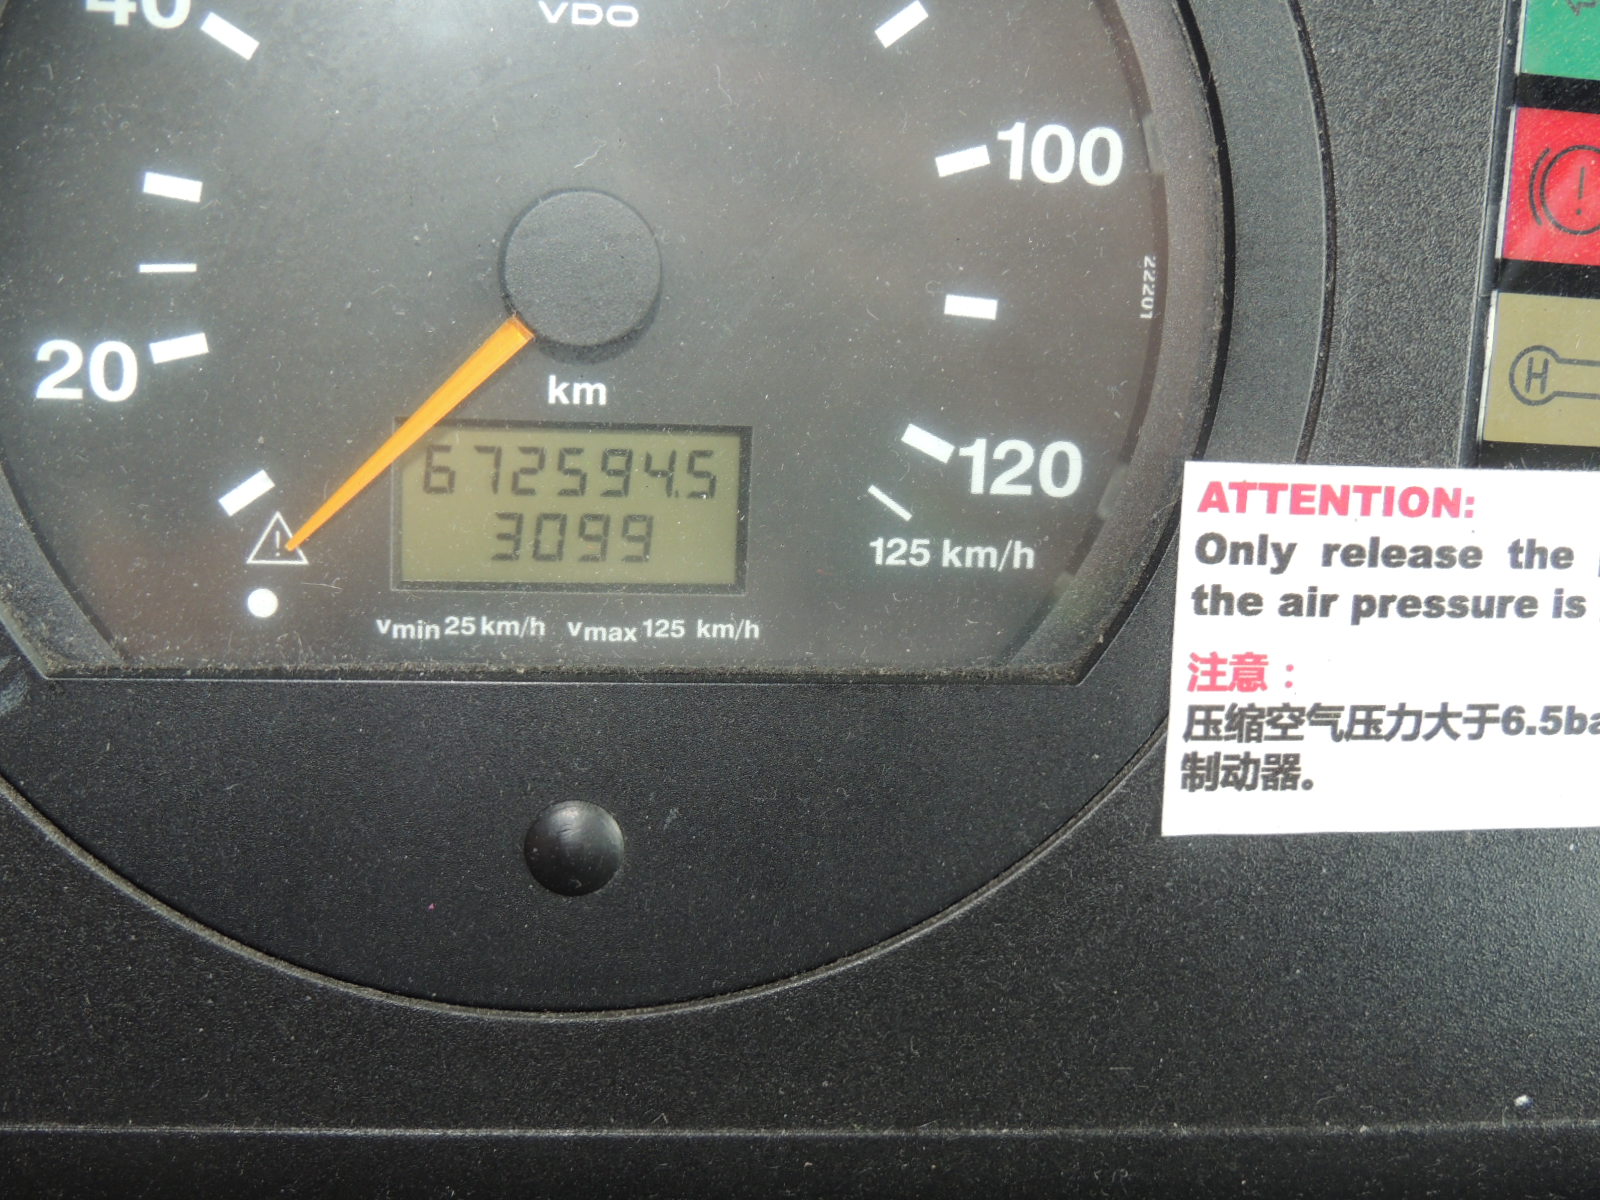 40
VDO
100
22201
20
km
672594.5
3099
120
125 km/h
vmin 25 km/h vmax 125 km/h
H
ATTENTION:
Only release the
the air pressure is
注意：
压缩空气压力大于6.5ba
制动器。